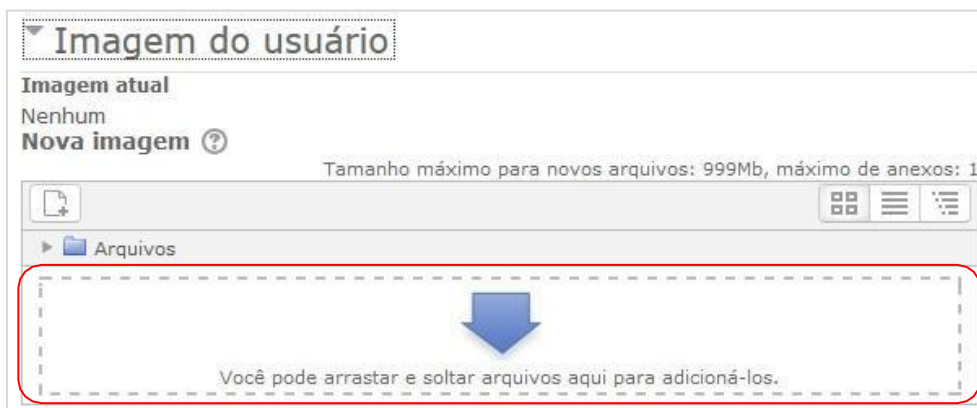 Imagem do usuário
Imagem atual
Nenhum
Nova imagem ?
Tamanho máximo para novos arquivos: 999Mb, máximo de anexos: 1
Arquivos
Você pode arrastar e soltar arquivos aqui para adicioná-los.